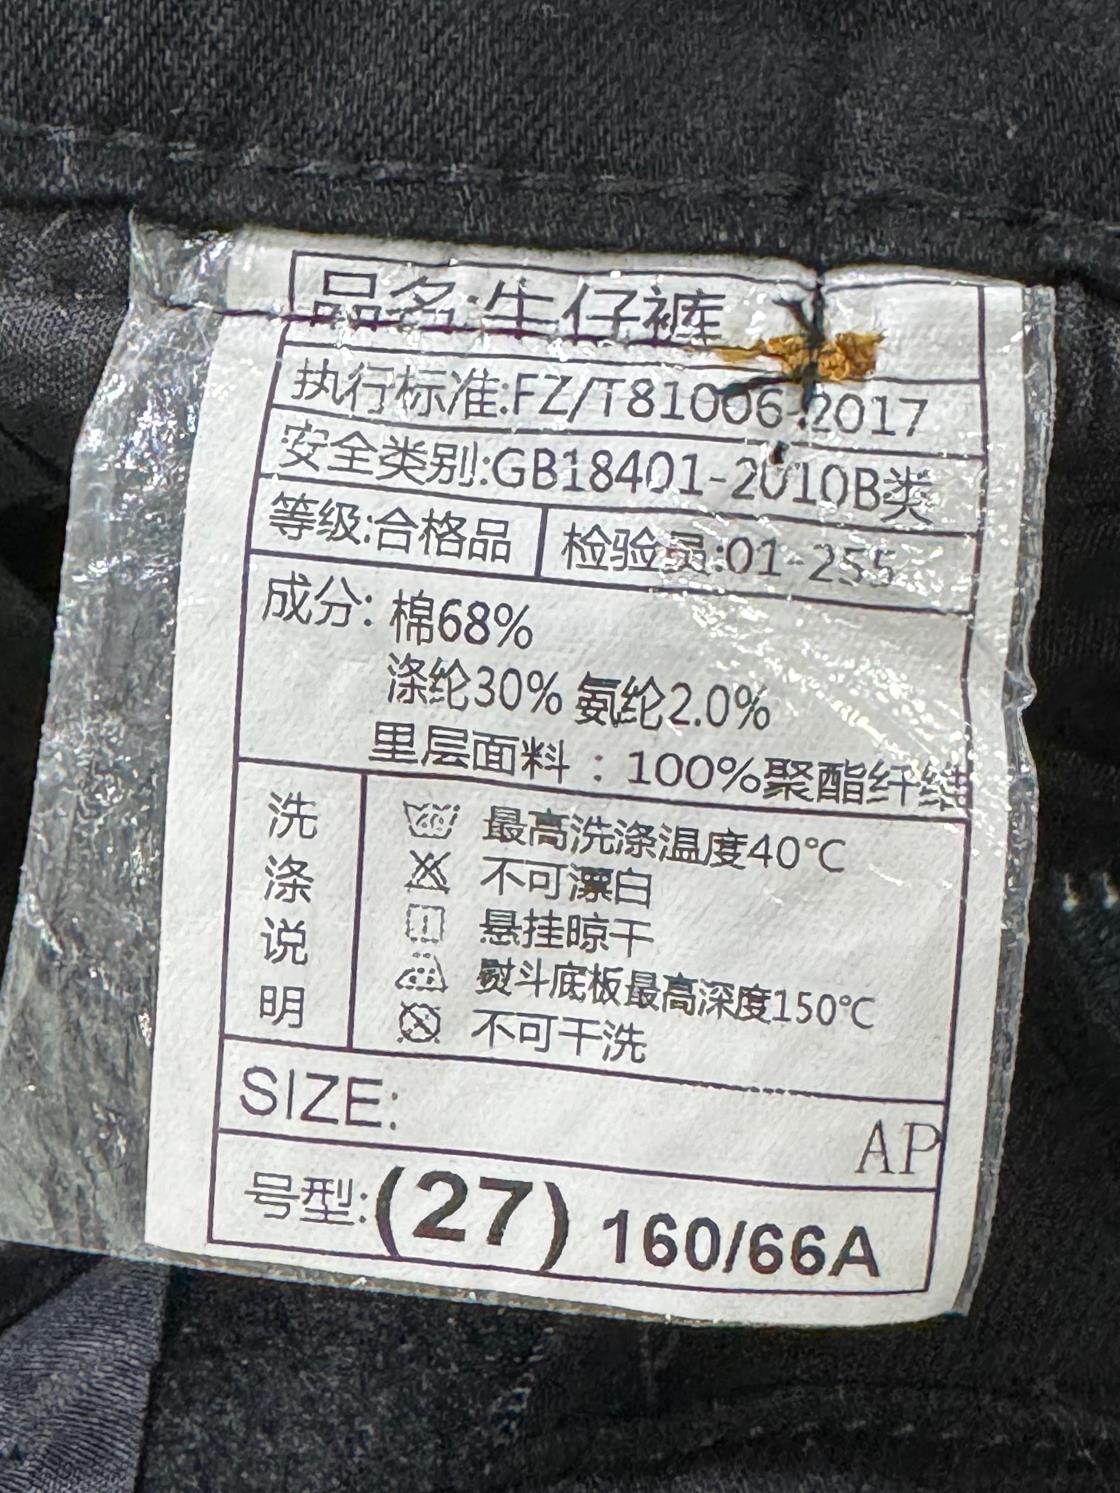 品名:牛仔裤
执行标准:FZ/T81006-2017
安全类别:GB18401-2010B类
等级:合格品 检验员:01-255
成分: 棉68%
涤纶30% 氨纶2.0%
里层面料：100%聚酯纤维
洗涤说明
40 最高洗涤温度40℃
不可漂白
悬挂晾干
熨斗底板最高深度150℃
不可干洗
SIZE:
AP
号型:(27) 160/66A